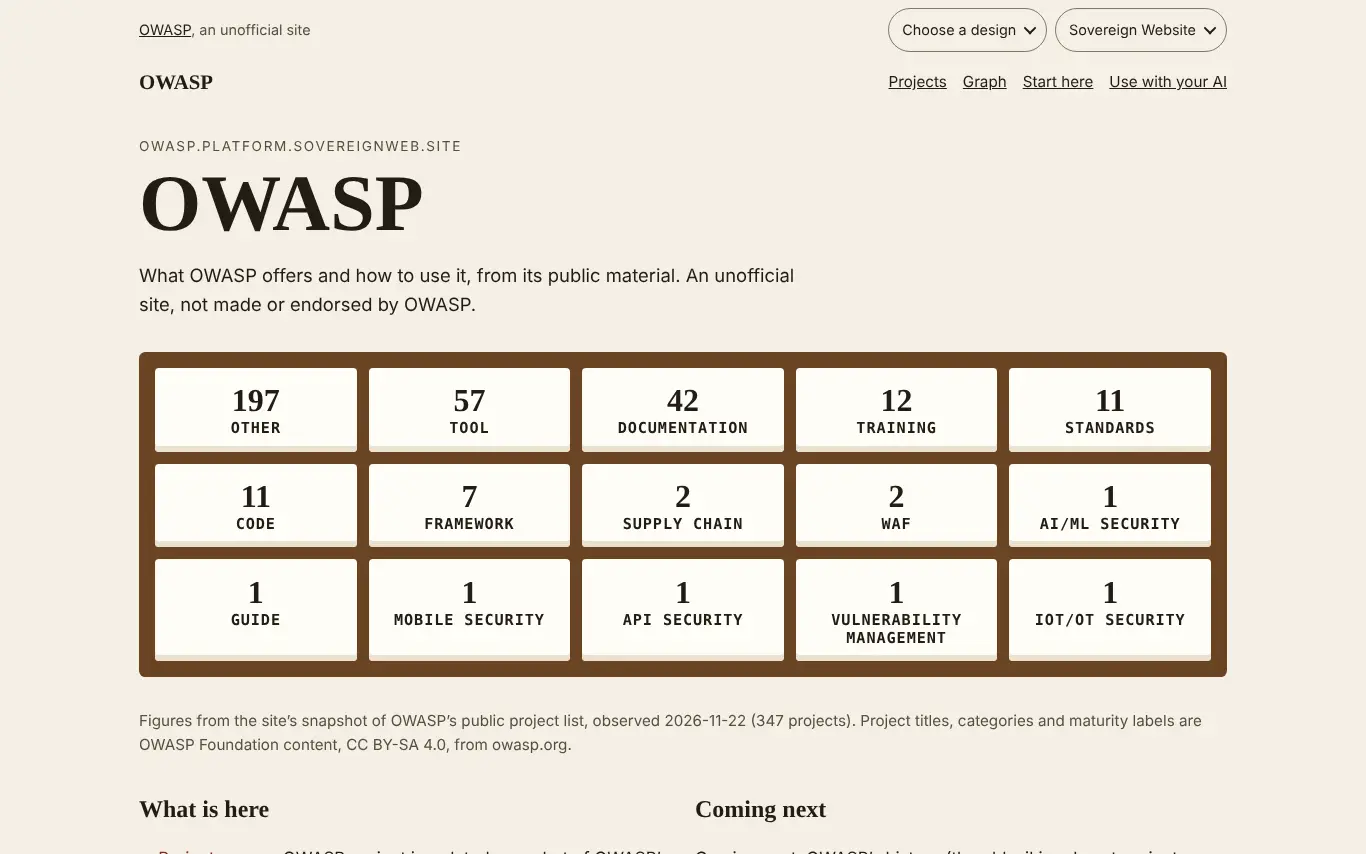 OWASP, an unofficial site
Choose a design
Sovereign Website
OWASP
Projects Graph Start here Use with your AI
OWASP.PLATFORM.SOVEREIGNWEB.SITE
OWASP
What OWASP offers and how to use it, from its public material. An unofficial
site, not made or endorsed by OWASP.
197
OTHER
57
TOOL
42
DOCUMENTATION
12
TRAINING
11
STANDARDS
11
CODE
7
FRAMEWORK
2
SUPPLY CHAIN
2
WAF
1
AI/ML SECURITY
1
GUIDE
1
MOBILE SECURITY
1
API SECURITY
1
VULNERABILITY
MANAGEMENT
1
IOT/OT SECURITY
Figures from the site's snapshot of OWASP's public project list, observed 2026-11-22 (347 projects). Project titles, categories and maturity labels are
OWASP Foundation content, CC BY-SA 4.0, from owasp.org.
What is here
Coming next